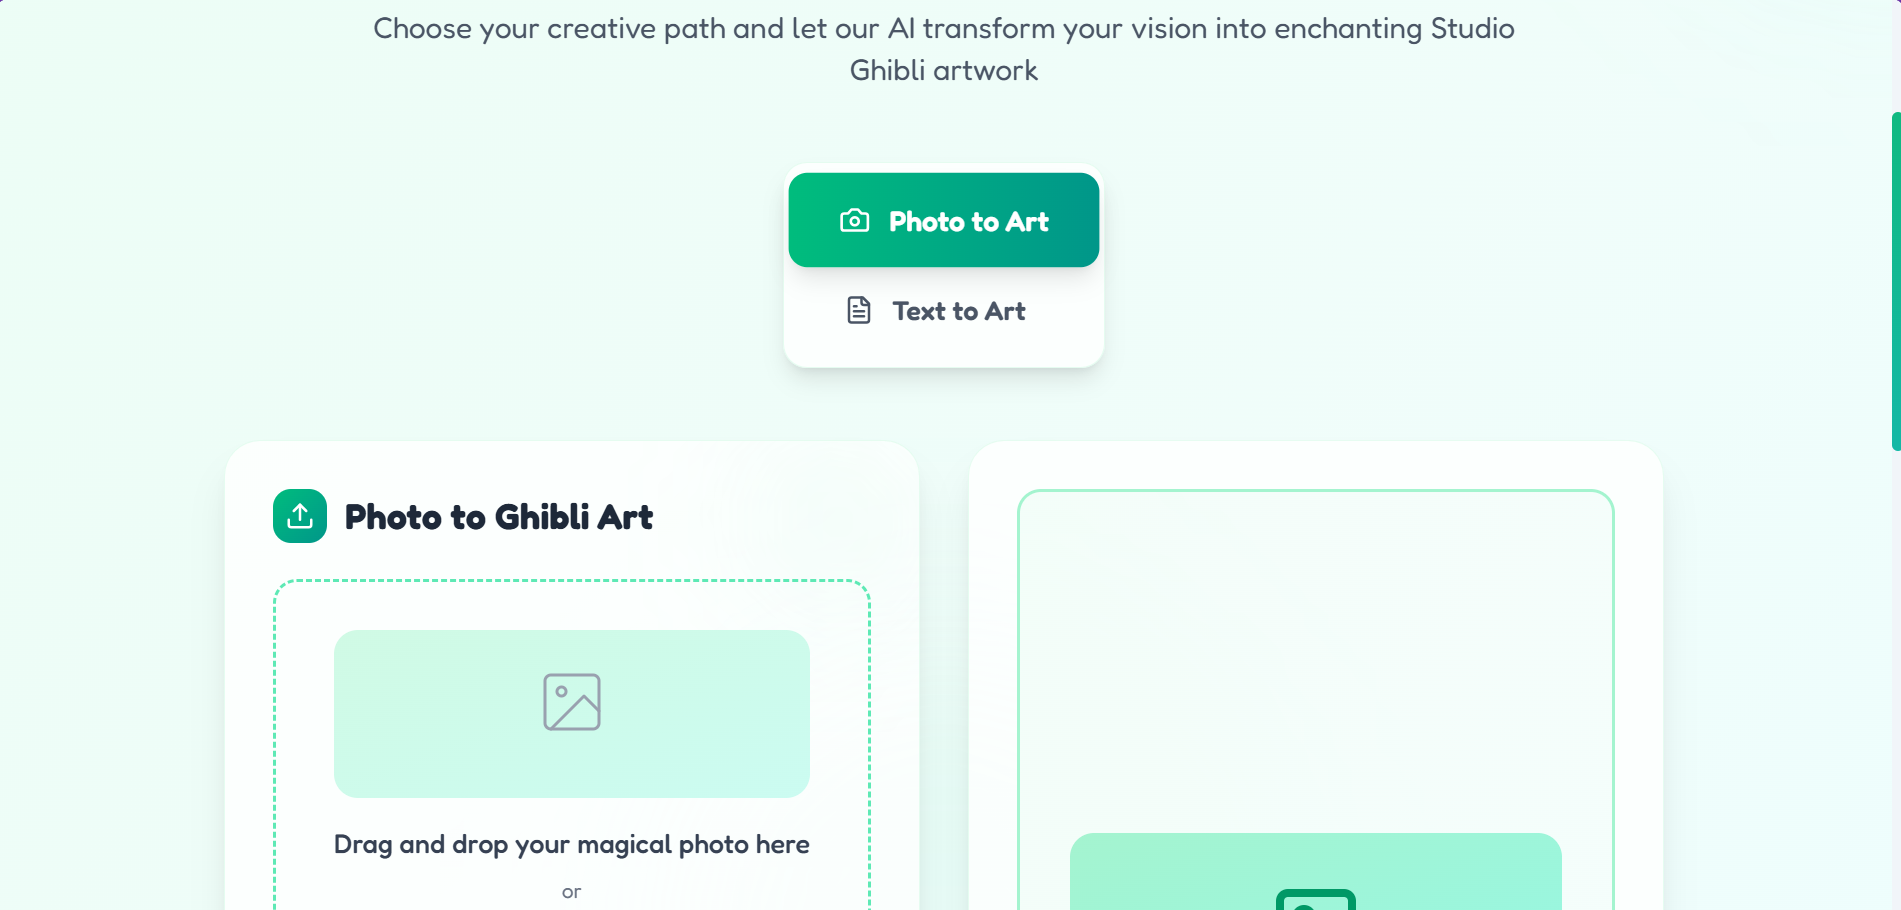 Choose your creative path and let our AI transform your vision into enchanting Studio
Ghibli artwork
Photo to Art
Text to Art
Photo to Ghibli Art
Drag and drop your magical photo here
or